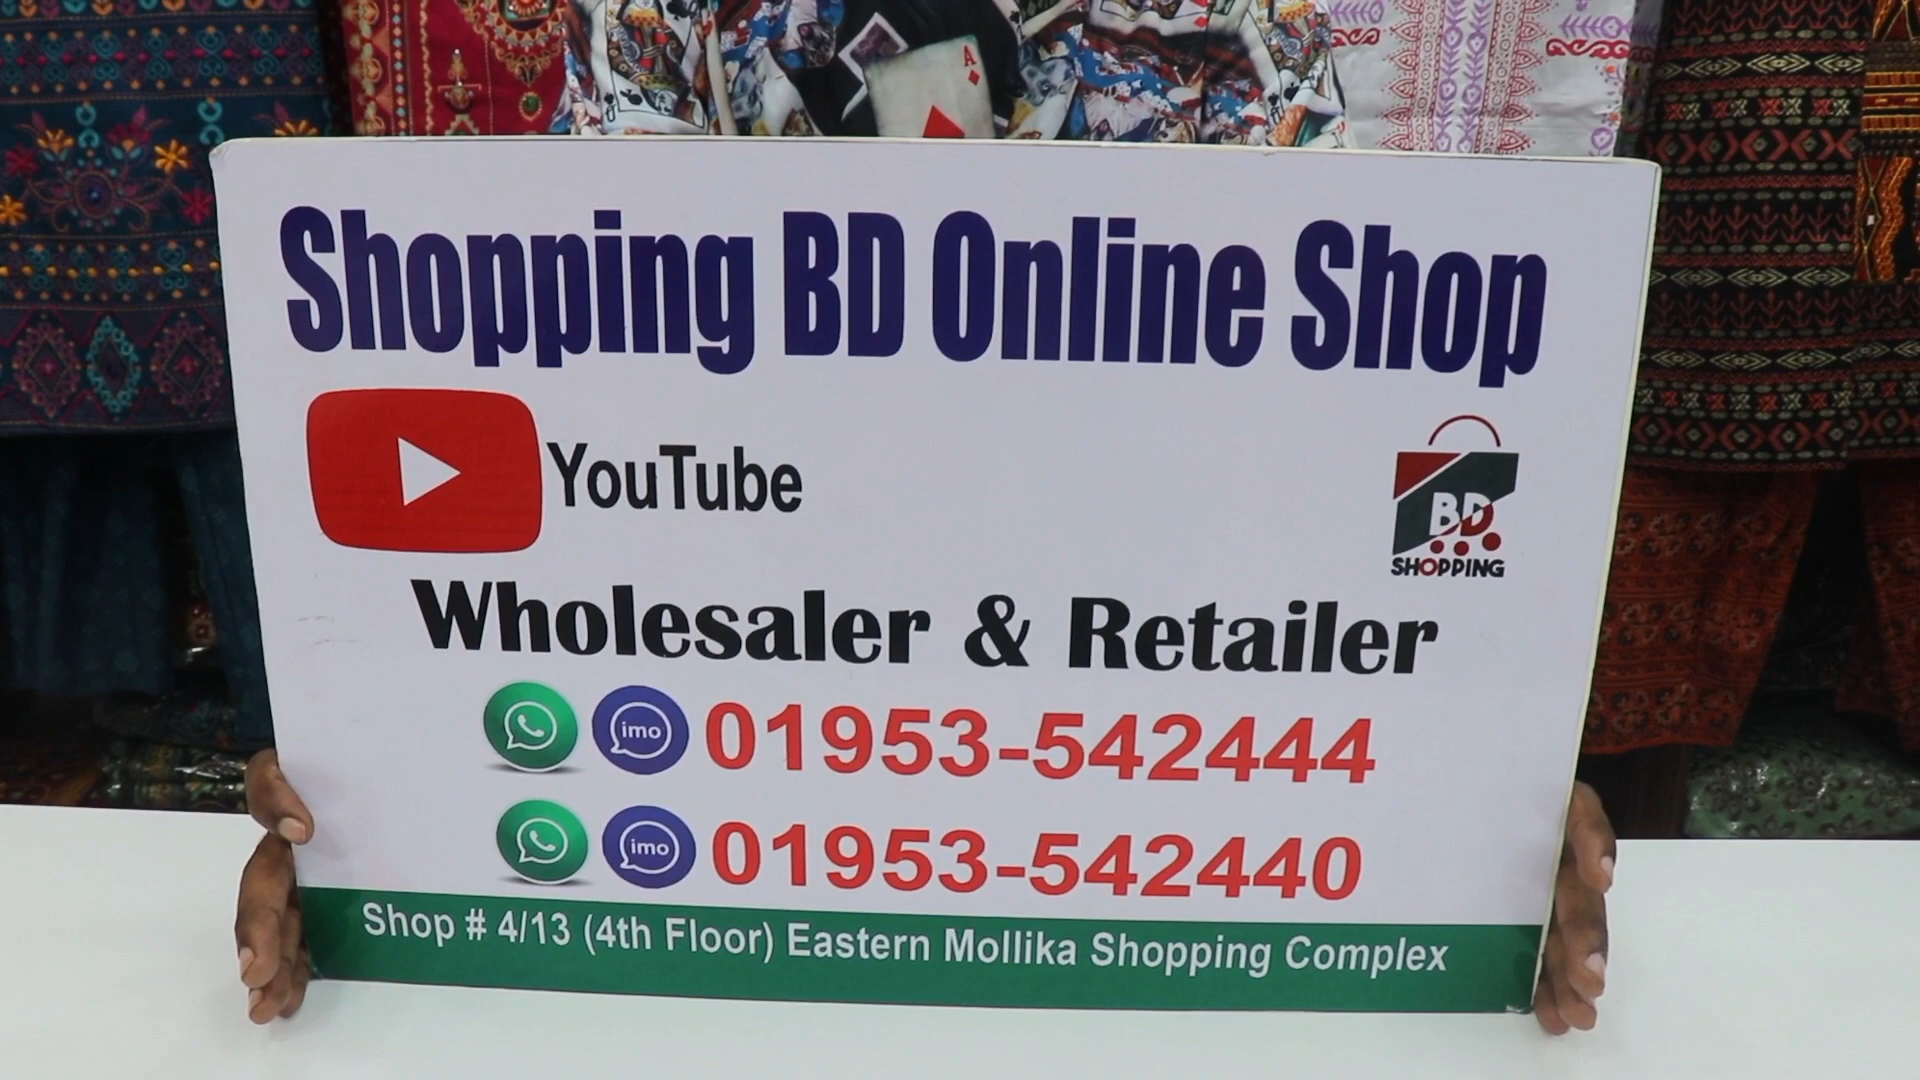 A
Shopping BD Online Shop
YouTube
BD
SHOPPING
Wholesaler & Retailer
imo 01953-542444
imo 01953-542440
Shop # 4/13 (4th Floor) Eastern Mollika Shopping Complex